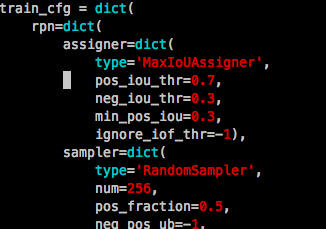 train_cfg = dict(
    rpn=dict(
        assigner=dict(
            type='MaxIoUAssigner',
            pos_iou_thr=0.7,
            neg_iou_thr=0.3,
            min_pos_iou=0.3,
            ignore_iof_thr=-1),
        sampler=dict(
            type='RandomSampler',
            num=256,
            pos_fraction=0.5,
            neg_pos_ub=-1,